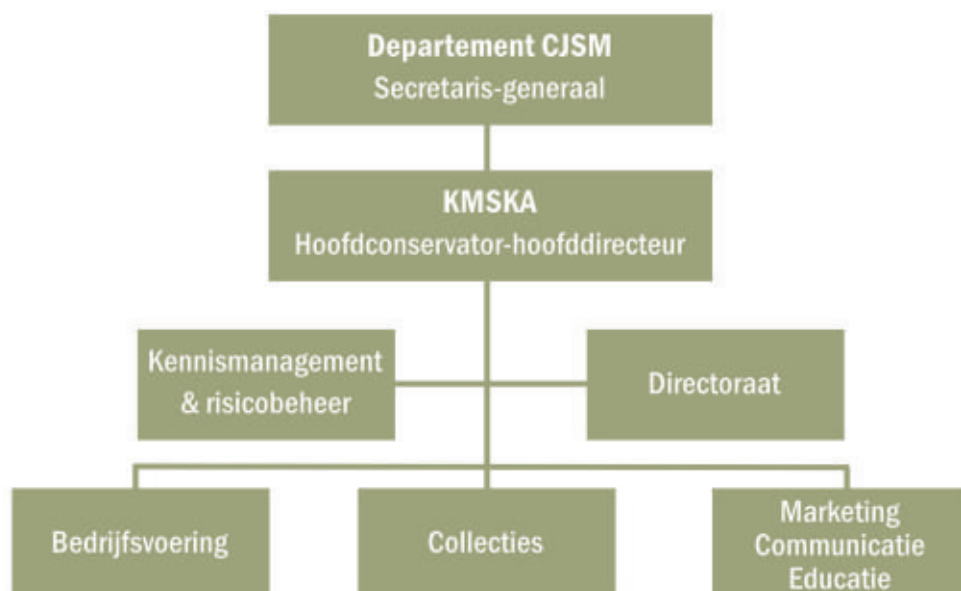 Departement CJSM
Secretaris-generaal
KMSKA
Hoofdconservator-hoofddirecteur
Kennismanagement
& risicobeheer
Directoraat
Bedrijfsvoering
Collecties
Marketing
Communicatie
Educatie